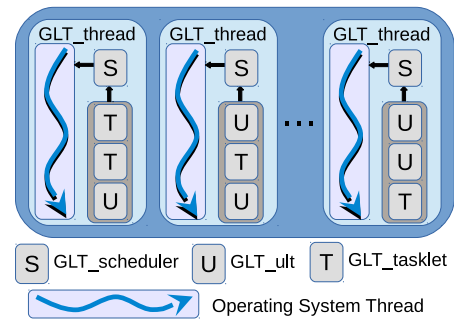 GLT_thread GLT_thread GLT_thread
S S S
T U U
... 
T T U
U U T
S GLT_scheduler U GLT_ult T GLT_tasklet
Operating System Thread